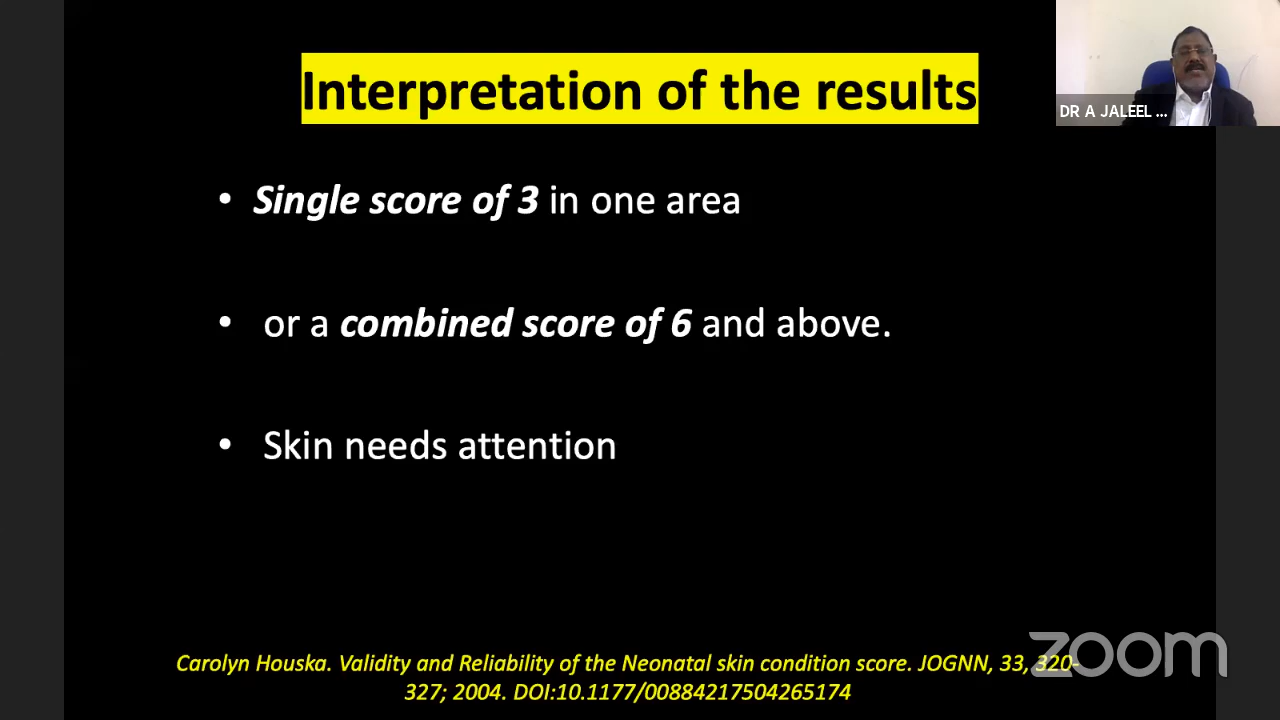 Interpretation of the results
DR A JALEEL ...
• Single score of 3 in one area
• or a combined score of 6 and above.
• Skin needs attention
Carolyn Houska. Validity and Reliability of the Neonatal skin condition score. JOGNN, 33, 320-
327; 2004. DOI:10.1177/00884217504265174
zoom